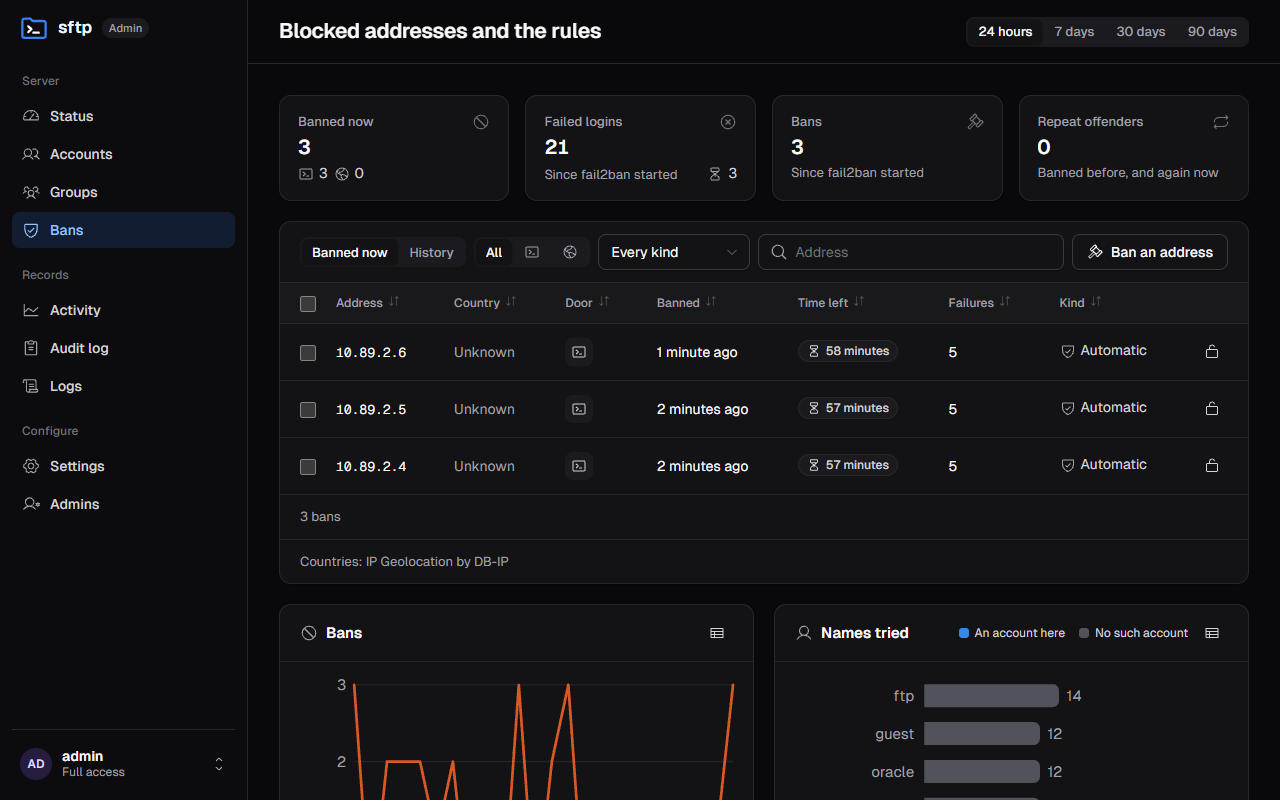 sftp Admin
Server
Status
Accounts
Groups
Bans
Records
Activity
Audit log
Logs
Configure
Settings
Admins
AD
admin
Full access
Blocked addresses and the rules
24 hours 7 days 30 days 90 days
Banned now
3
3 0
Failed logins
21
Since fail2ban started 3
Bans
3
Since fail2ban started
Repeat offenders
0
Banned before, and again now
Banned now History All Every kind Address Ban an address
Address Country Door Banned Time left Failures Kind
10.89.2.6 Unknown 1 minute ago 58 minutes 5 Automatic
10.89.2.5 Unknown 2 minutes ago 57 minutes 5 Automatic
10.89.2.4 Unknown 2 minutes ago 57 minutes 5 Automatic
3 bans
Countries: IP Geolocation by DB-IP
Bans
3
2
Names tried An account here No such account
ftp 14
guest 12
oracle 12